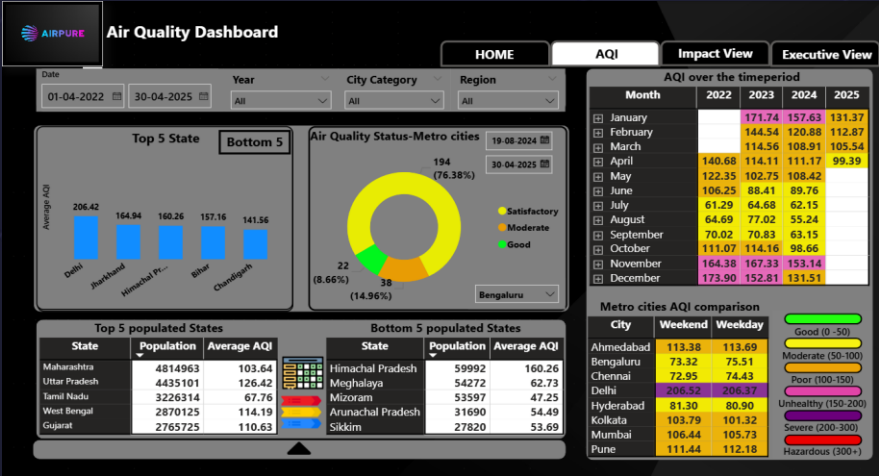 AIRPURE
Air Quality Dashboard
HOME AQI Impact View Executive View
Date
01-04-2022 30-04-2025
Year
All
City Category
All
Region
All
Top 5 State
Bottom 5
Average AQI
206.42 164.94 160.26 157.16 141.56
Delhi Jharkhand Himachal Pr... Bihar Chandigarh
Air Quality Status-Metro cities
19-08-2024
30-04-2025
194
(76.38%)
22
(8.66%)
38
(14.96%)
Satisfactory
Moderate
Good
Bengaluru
AQI over the timeperiod
Month 2022 2023 2024 2025
January 171.74 157.63 131.37
February 144.54 120.88 112.87
March 114.56 108.91 105.54
April 140.68 114.11 111.17 99.39
May 122.35 102.75 108.42
June 106.25 88.41 89.76
July 61.29 64.68 62.15
August 64.69 77.02 55.24
September 70.02 70.83 63.15
October 111.07 114.16 98.66
November 164.38 167.33 153.14
December 173.90 152.81 131.51
Top 5 populated States
State Population Average AQI
Maharashtra 4814963 103.64
Uttar Pradesh 4435101 126.42
Tamil Nadu 3226314 67.76
West Bengal 2870125 114.19
Gujarat 2765725 110.63
Bottom 5 populated States
State Population Average AQI
Himachal Pradesh 59992 160.26
Meghalaya 54272 62.73
Mizoram 53597 47.25
Arunachal Pradesh 31690 54.49
Sikkim 27820 53.69
Metro cities AQI comparison
City Weekend Weekday
Ahmedabad 113.38 113.69
Bengaluru 73.32 75.51
Chennai 72.95 74.43
Delhi 206.52 206.37
Hyderabad 81.30 80.90
Kolkata 103.79 101.32
Mumbai 106.44 105.73
Pune 111.44 112.18
Good (0 -50)
Moderate (50-100)
Poor (100-150)
Unhealthy (150-200)
Severe (200-300)
Hazardous (300+)